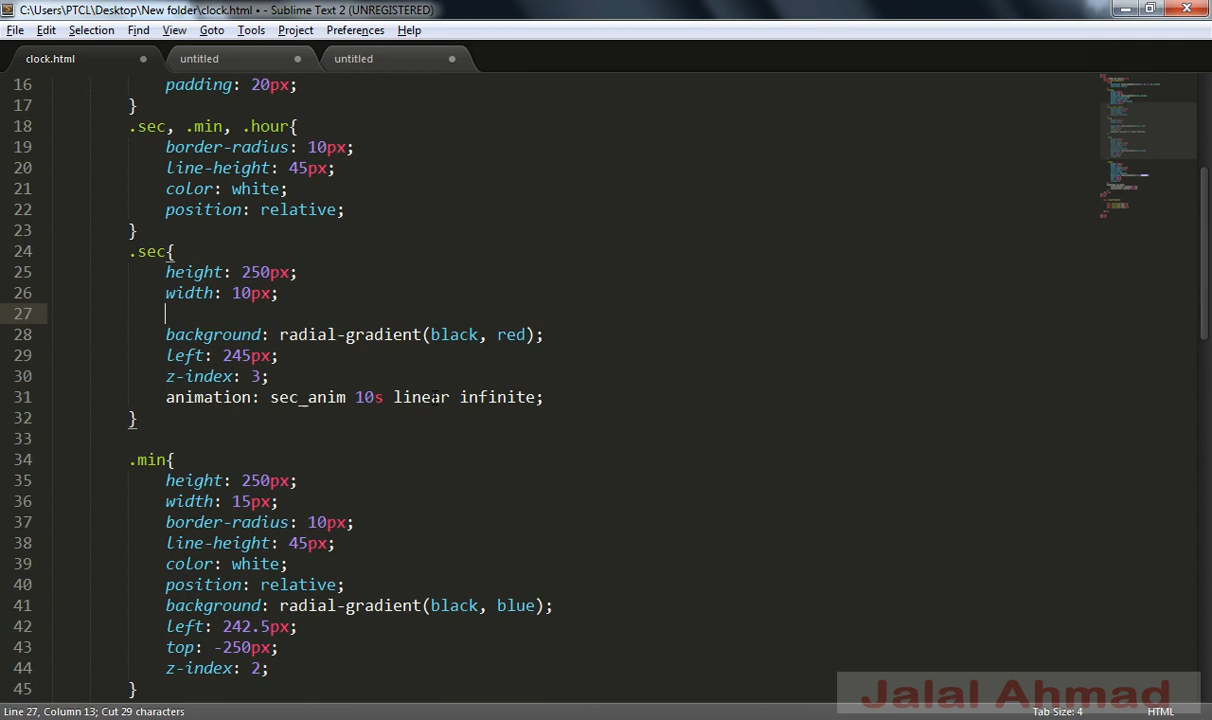 C:\Users\PTCL\Desktop\New folder\clock.html • - Sublime Text 2 (UNREGISTERED)
File Edit Selection Find View Goto Tools Project Preferences Help
clock.html untitled untitled
16 padding: 20px;
17 }
18 .sec, .min, .hour{
19 border-radius: 10px;
20 line-height: 45px;
21 color: white;
22 position: relative;
23 }
24 .sec{
25 height: 250px;
26 width: 10px;
27
28 background: radial-gradient(black, red);
29 left: 245px;
30 z-index: 3;
31 animation: sec_anim 10s linear infinite;
32 }
33
34 .min{
35 height: 250px;
36 width: 15px;
37 border-radius: 10px;
38 line-height: 45px;
39 color: white;
40 position: relative;
41 background: radial-gradient(black, blue);
42 left: 242.5px;
43 top: -250px;
44 z-index: 2;
45 }
Jalal Ahmad
Line 27, Column 13; Cut 29 characters Tab Size: 4 HTML